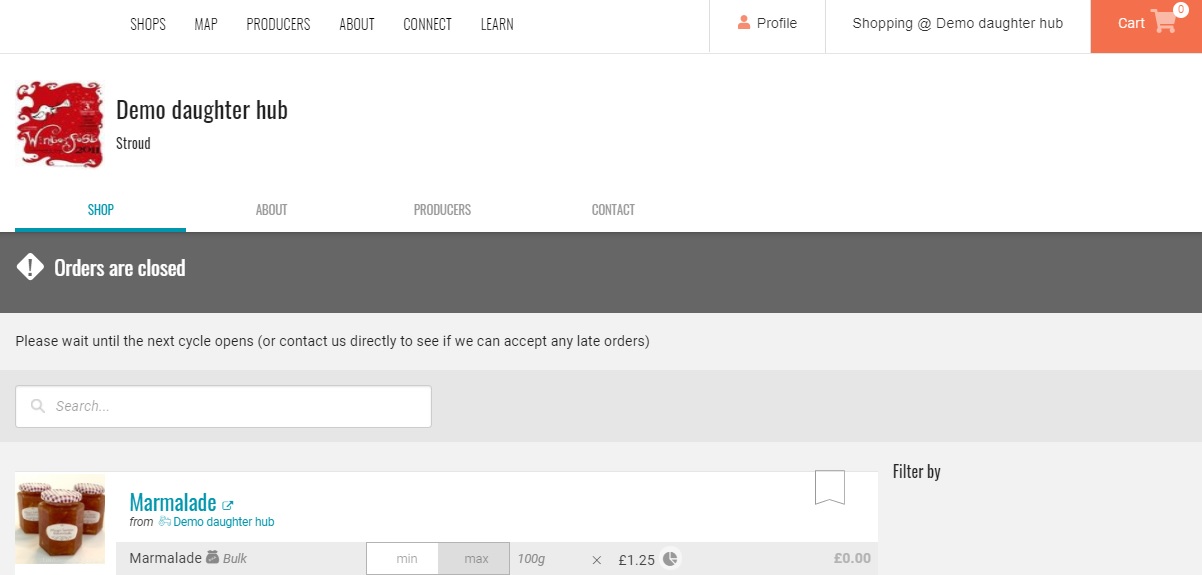 SHOPS MAP PRODUCERS ABOUT CONNECT LEARN Profile Shopping @ Demo daughter hub Cart 0
Demo daughter hub
Stroud
Winterfest
SHOP ABOUT PRODUCERS CONTACT
Orders are closed
Please wait until the next cycle opens (or contact us directly to see if we can accept any late orders)
Search...
Filter by
Marmalade
from Demo daughter hub
Marmalade Bulk min max 100g × £1.25 £0.00